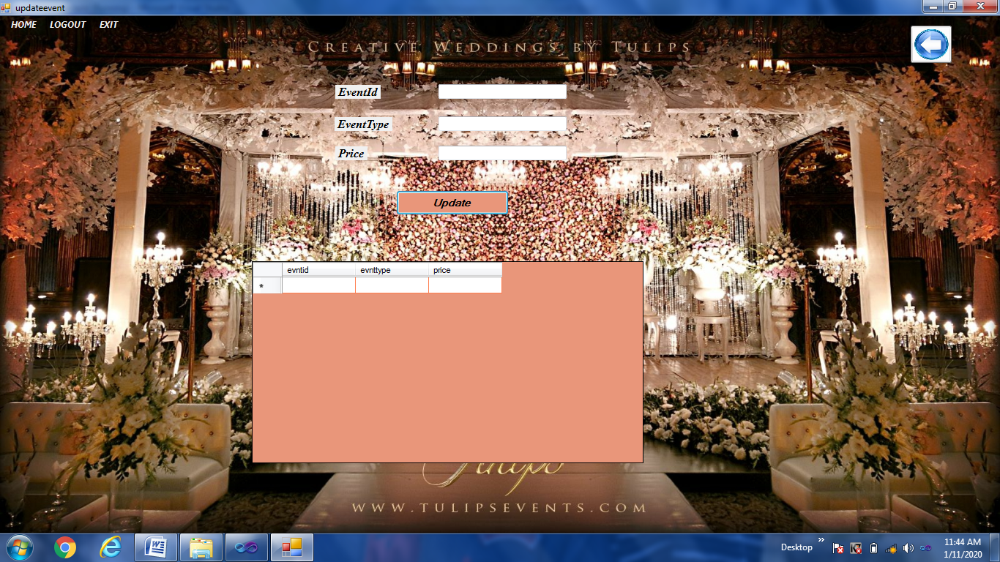 updateevent
HOME LOGOUT EXIT
CREATIVE WEDDINGS BY TULIPS
EventId
EventType
Price
Update
evntid evnttype price
*
WWW.TULIPSEVENTS.COM
Desktop
11:44 AM
1/11/2020